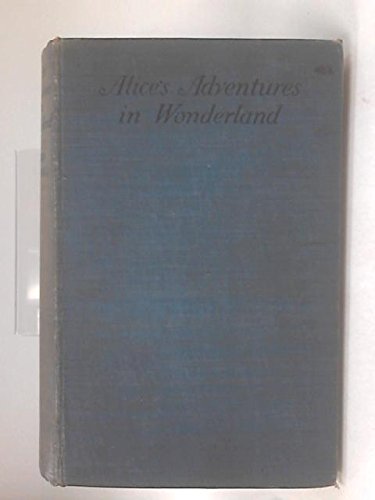 Alice's Adventures
in Wonderland